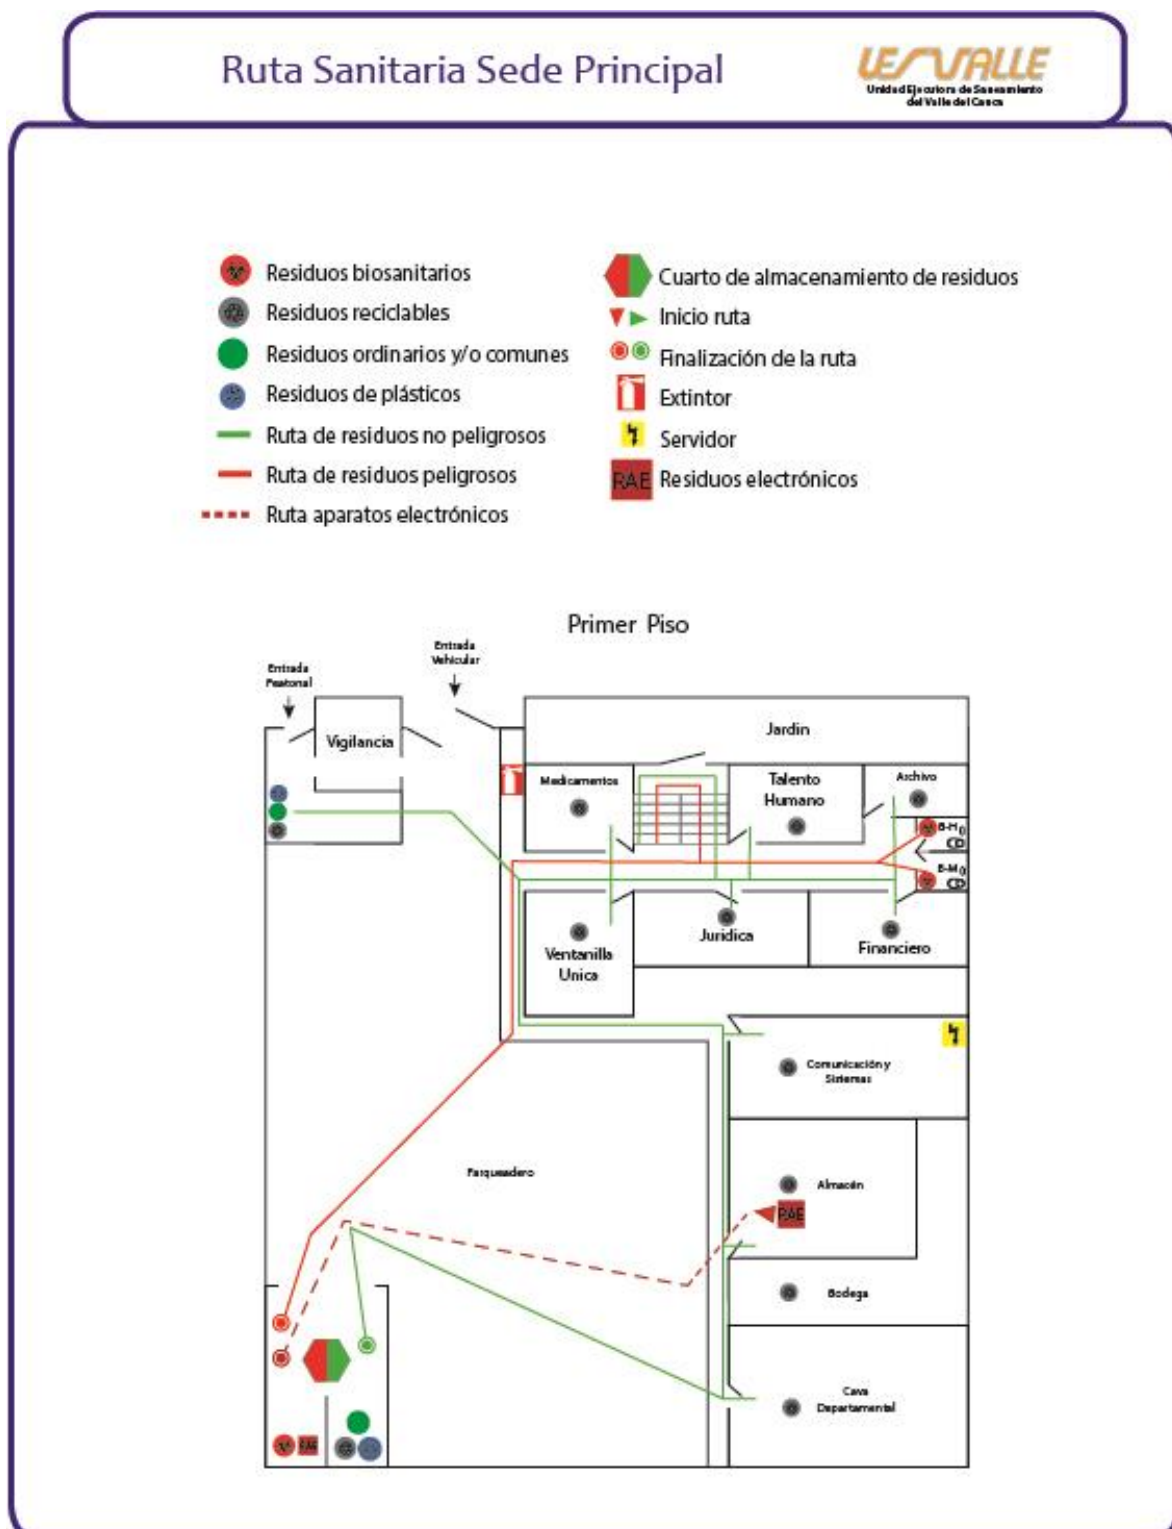 Ruta Sanitaria Sede Principal
UESVALLE
Unidad Ejecutora de Saneamiento
del Valle del Cauca
Residuos biosanitarios
Residuos reciclables
Residuos ordinarios y/o comunes
Residuos de plásticos
Ruta de residuos no peligrosos
Ruta de residuos peligrosos
Ruta aparatos electrónicos
Cuarto de almacenamiento de residuos
Inicio ruta
Finalización de la ruta
Extintor
Servidor
RAE Residuos electrónicos
Primer Piso
Entrada
Peatonal
Entrada
Vehicular
Vigilancia
Jardin
Medicamentos
Talento
Humano
Archivo
B-H
B-M
Ventanilla
Unica
Juridica
Financiero
Comunicación y
Sistemas
Parqueadero
Almacén
RAE
Bodega
Cava
Departamental
RAE